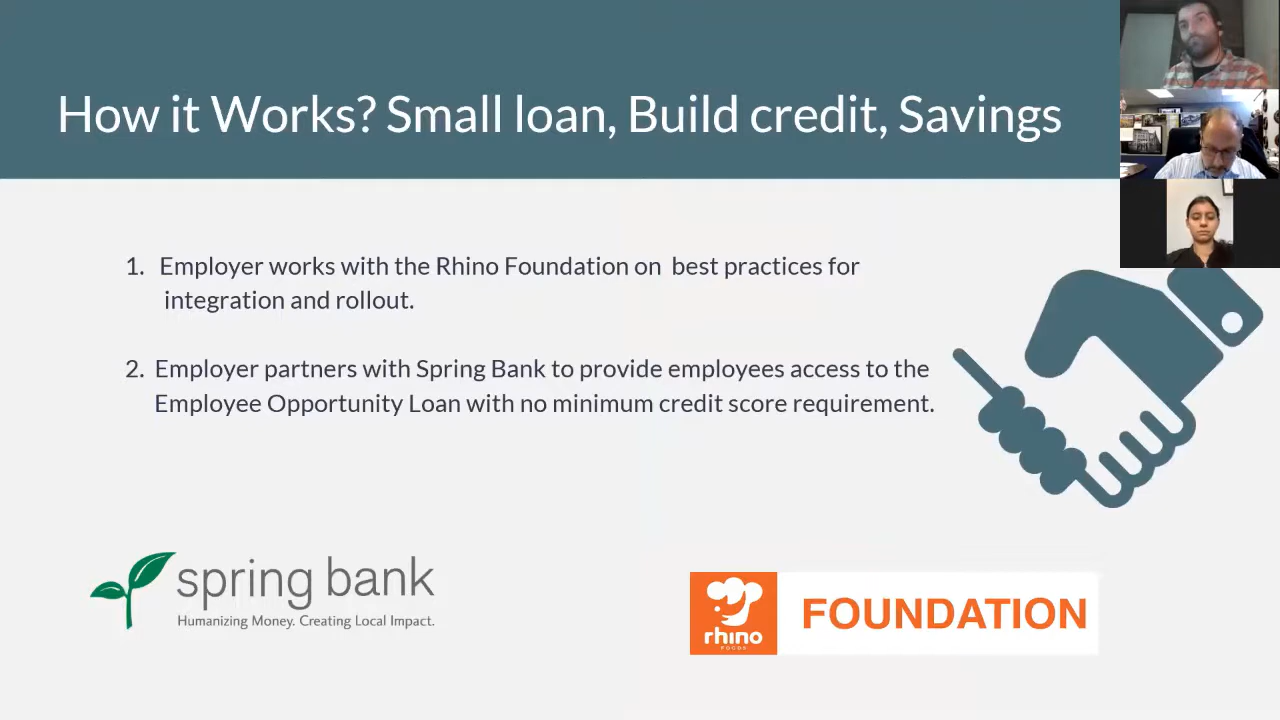 How it Works? Small loan, Build credit, Savings
1. Employer works with the Rhino Foundation on best practices for
integration and rollout.
2. Employer partners with Spring Bank to provide employees access to the
Employee Opportunity Loan with no minimum credit score requirement.
spring bank
Humanizing Money. Creating Local Impact.
rhino
FOODS
FOUNDATION